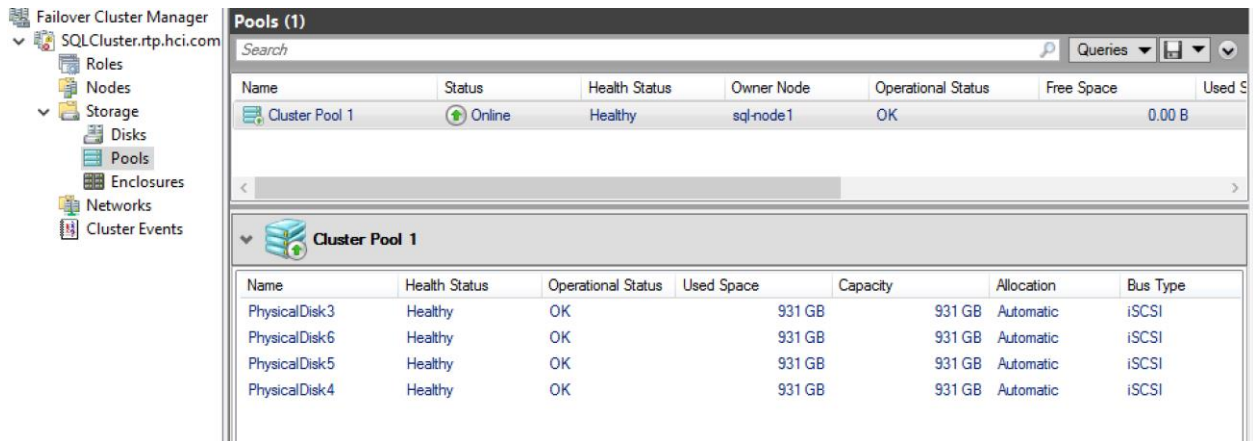 Failover Cluster Manager
SQLCluster.rtp.hci.com
Roles
Nodes
Storage
Disks
Pools
Enclosures
Networks
Cluster Events
Pools (1)
Search
Queries
Name Status Health Status Owner Node Operational Status Free Space Used S
Cluster Pool 1 Online Healthy sql-node1 OK 0.00 B
Cluster Pool 1
Name Health Status Operational Status Used Space Capacity Allocation Bus Type
PhysicalDisk3 Healthy OK 931 GB 931 GB Automatic iSCSI
PhysicalDisk6 Healthy OK 931 GB 931 GB Automatic iSCSI
PhysicalDisk5 Healthy OK 931 GB 931 GB Automatic iSCSI
PhysicalDisk4 Healthy OK 931 GB 931 GB Automatic iSCSI